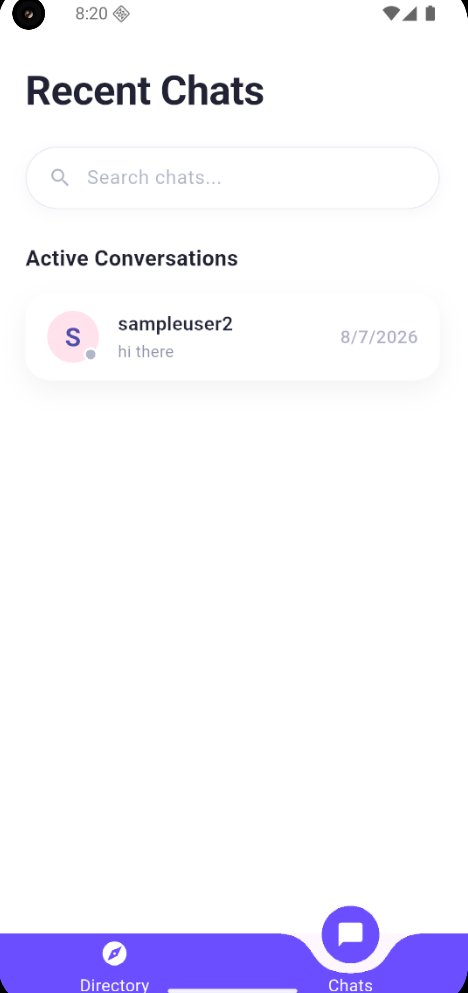 8:20
Recent Chats
Search chats...
Active Conversations
S
sampleuser2
8/7/2026
hi there
Directory
Chats